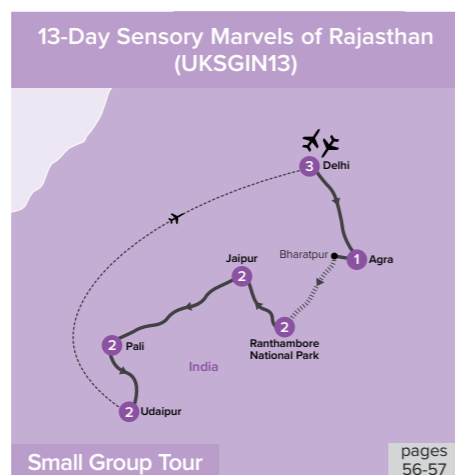 13-Day Sensory Marvels of Rajasthan
(UKSGIN13)
3 Delhi
Bharatpur
1 Agra
Jaipur
2
2
Ranthambore
National Park
2 Pali
India
2 Udaipur
Small Group Tour
pages
56-57